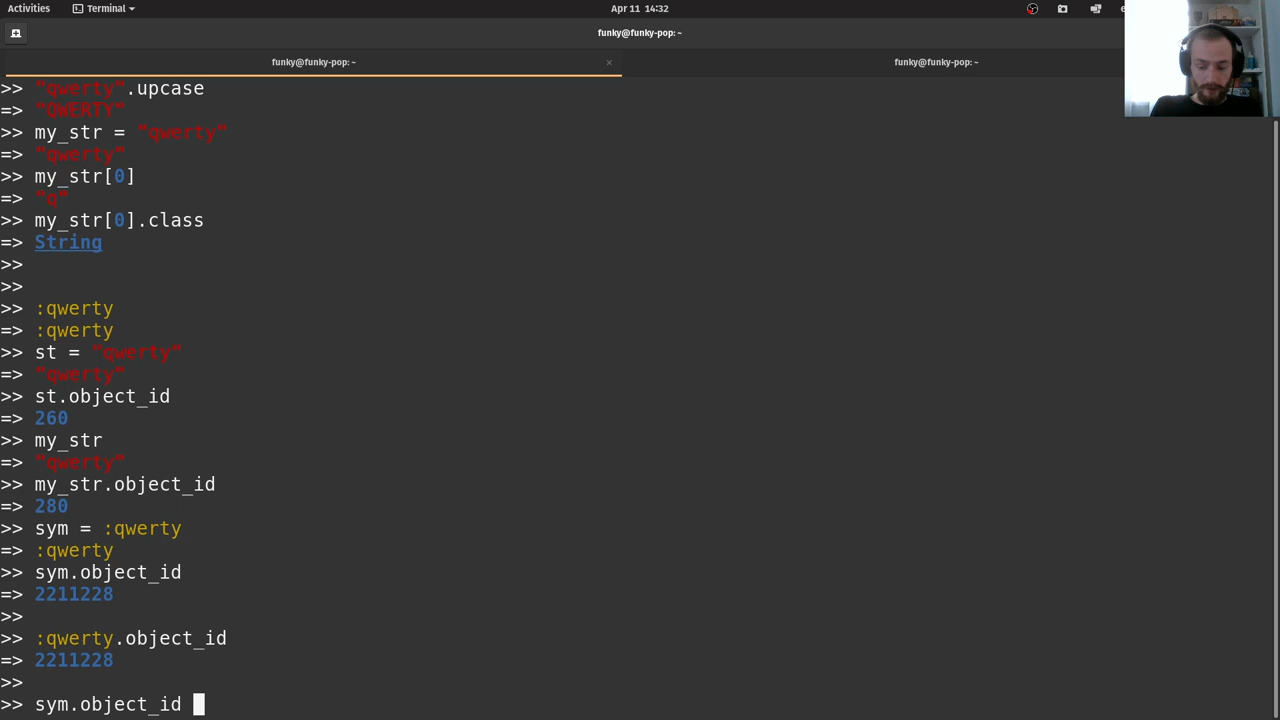 Activities
Terminal
Apr 11 14:32
funky@funky-pop: ~
funky@funky-pop: ~
×
funky@funky-pop: ~
>> "qwerty".upcase
=> "QWERTY"
>> my_str = "qwerty"
=> "qwerty"
>> my_str[0]
=> "q"
>> my_str[0].class
=> String
>>
>>
>> :qwerty
=> :qwerty
>> st = "qwerty"
=> "qwerty"
>> st.object_id
=> 260
>> my_str
=> "qwerty"
>> my_str.object_id
=> 280
>> sym = :qwerty
=> :qwerty
>> sym.object_id
=> 2211228
>>
>> :qwerty.object_id
=> 2211228
>>
>> sym.object_id